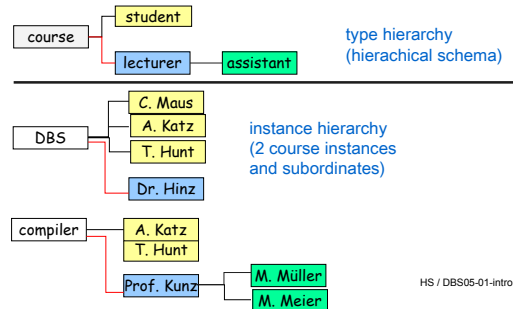 student
course
type hierarchy
(hierachical schema)
lecturer
assistant
C. Maus
A. Katz
DBS
T. Hunt
instance hierarchy
(2 course instances
and subordinates)
Dr. Hinz
compiler
A. Katz
T. Hunt
Prof. Kunz
M. Müller
M. Meier
HS / DBS05-01-intro